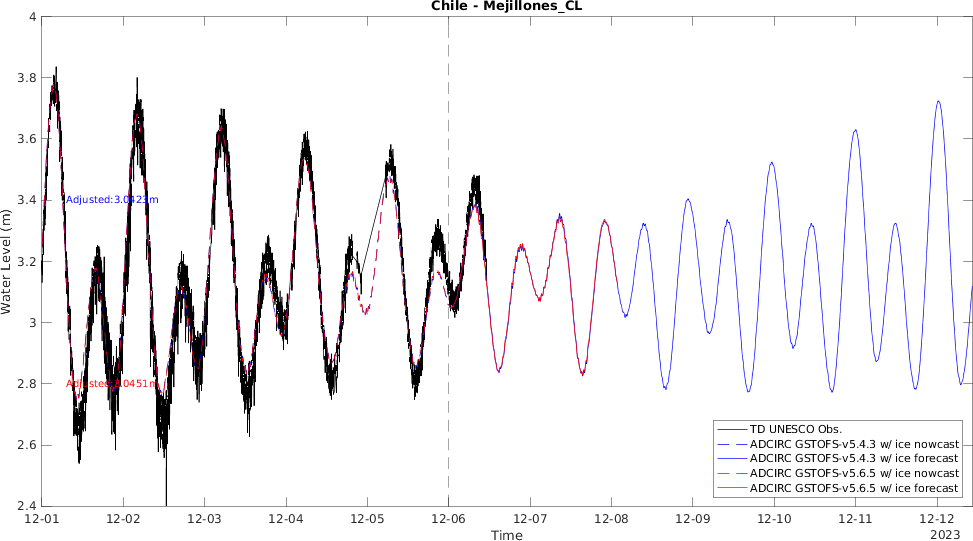 Chile - Mejillones_CL
4
3.8
3.6
3.4
3.2
3
2.8
2.6
2.4
Water Level (m)
Adjusted:3.0423m
Adjusted:3.0451m
TD UNESCO Obs.
ADCIRC GSTOFS-v5.4.3 w/ ice nowcast
ADCIRC GSTOFS-v5.4.3 w/ ice forecast
ADCIRC GSTOFS-v5.6.5 w/ ice nowcast
ADCIRC GSTOFS-v5.6.5 w/ ice forecast
12-01 12-02 12-03 12-04 12-05 12-06 12-07 12-08 12-09 12-10 12-11 12-12
Time
2023